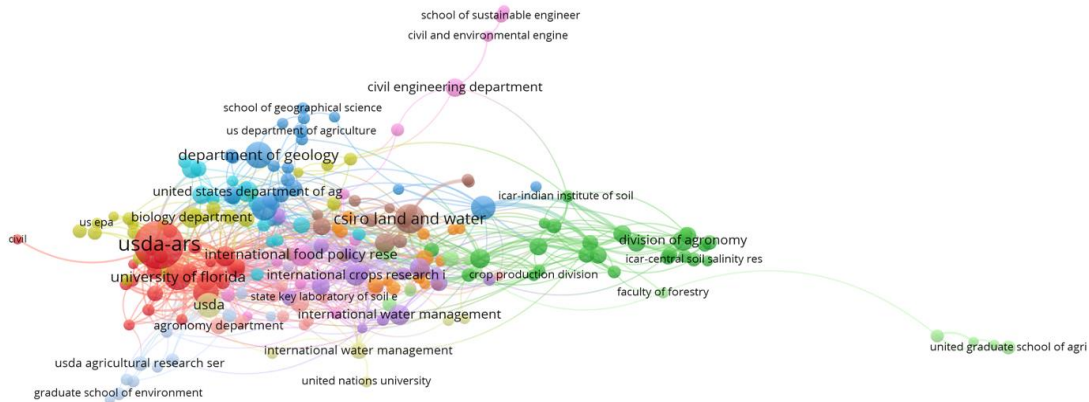 school of sustainable engineer
civil and environmental engine
civil engineering department
school of geographical science
us department of agriculture
department of geology
united states department of ag
icar-indian institute of soil
us epa
biology department
csiro land and water
civil
usda-ars
division of agronomy
international food policy rese
icar-central soil salinity res
university of florida
international crops research i
crop production division
faculty of forestry
state key laboratory of soil e
usda
international water management
agronomy department
united graduate school of agri
international water management
usda agricultural research ser
united nations university
graduate school of environment